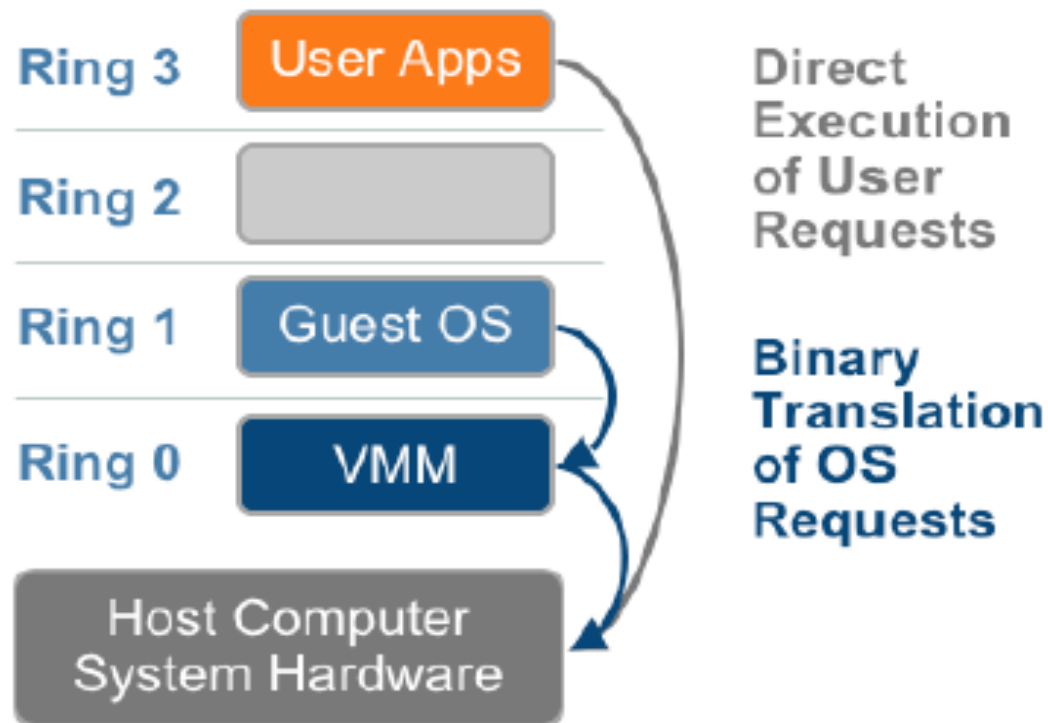 Ring 3
User Apps
Direct
Execution
of User
Requests
Ring 2
Ring 1
Guest OS
Binary
Translation
of OS
Requests
Ring 0
VMM
Host Computer
System Hardware